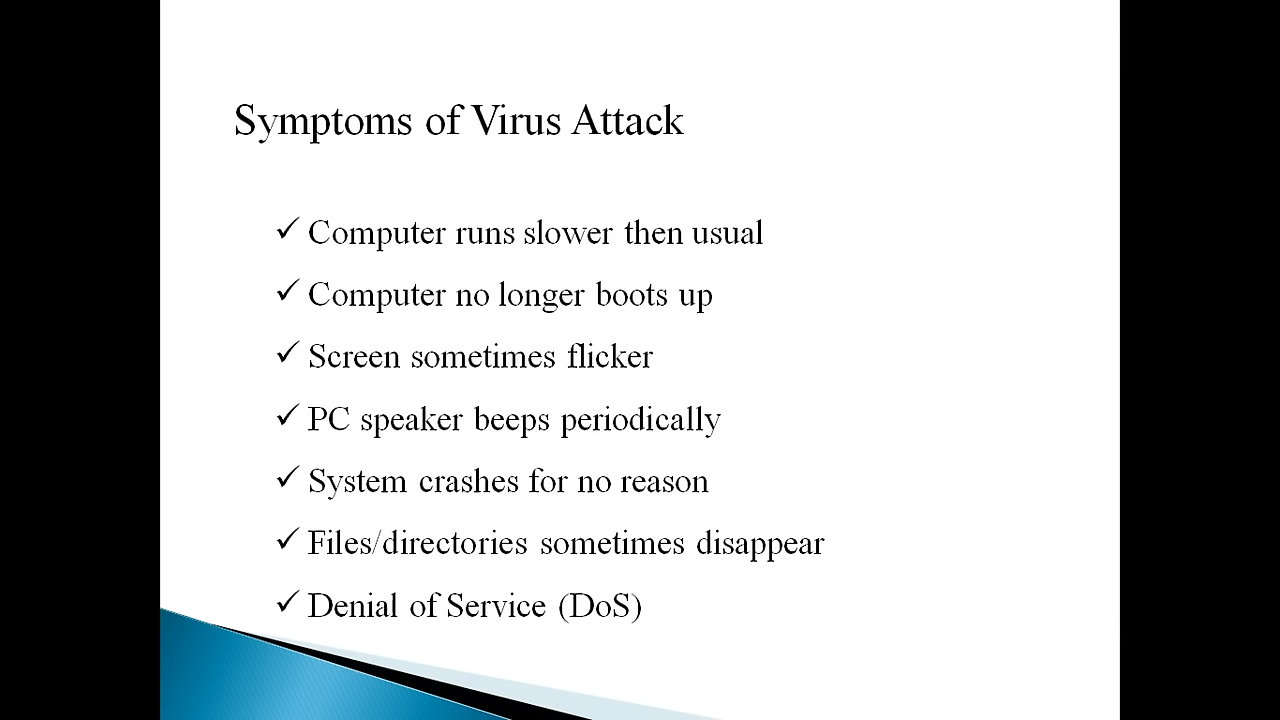 Symptoms of Virus Attack
✓ Computer runs slower then usual
✓ Computer no longer boots up
✓ Screen sometimes flicker
✓ PC speaker beeps periodically
✓ System crashes for no reason
✓ Files/directories sometimes disappear
✓ Denial of Service (DoS)